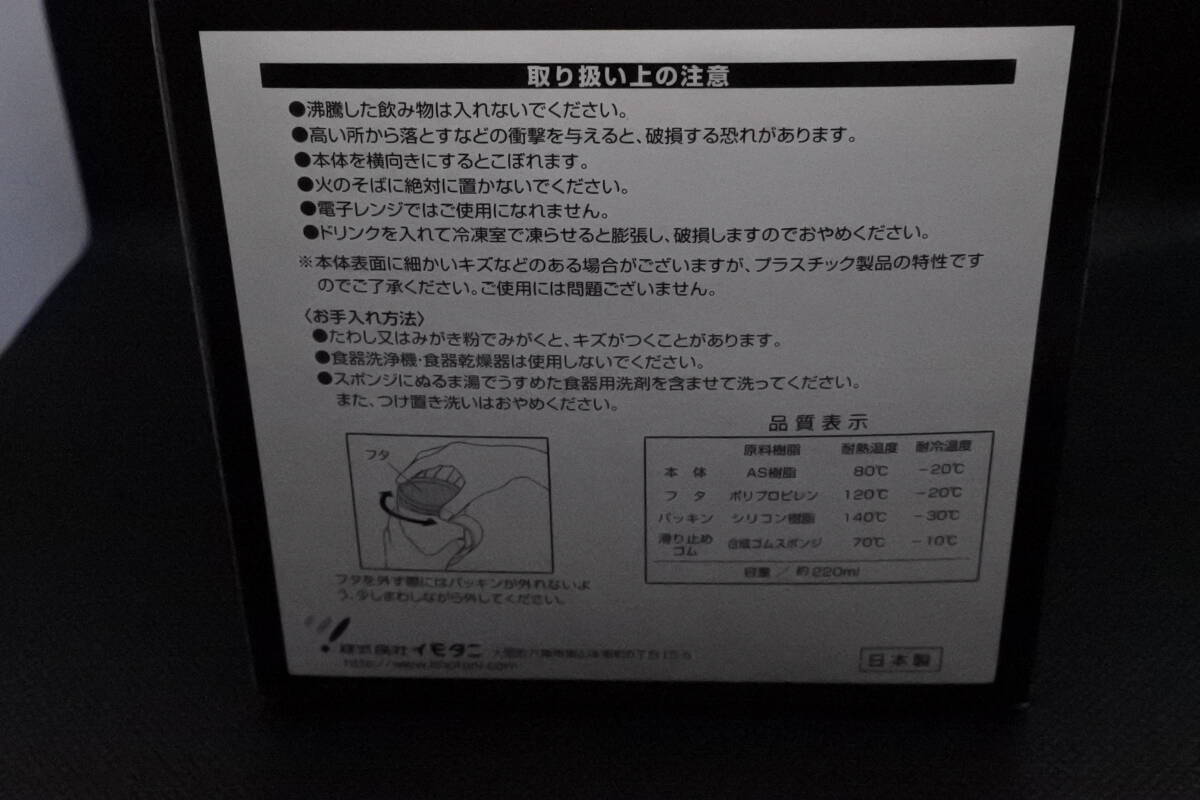 取り扱い上の注意
●沸騰した飲み物は入れないでください。
●高い所から落とすなどの衝撃を与えると、破損する恐れがあります。
●本体を横向きにするとこぼれます。
●火のそばに絶対に置かないでください。
●電子レンジではご使用になれません。
●ドリンクを入れて冷凍室で凍らせると膨張し、破損しますのでおやめください。
※本体表面に細かいキズなどのある場合がございますが、プラスチック製品の特性です
のでご了承ください。ご使用には問題ございません。
〈お手入れ方法〉
●たわし又はみがき粉でみがくと、キズがつくことがあります。
●食器洗浄機・食器乾燥器は使用しないでください。
●スポンジにぬるま湯でうすめた食器用洗剤を含ませて洗ってください。
また、つけ置き洗いはおやめください。
フタ
フタを外す際にはパッキンが外れないよ
う、少しまわしながら外してください。
品質表示
原料樹脂 耐熱温度 耐冷温度
本体 AS樹脂 80℃ -20℃
フタ ポリプロピレン 120℃ -20℃
パッキン シリコン樹脂 140℃ -30℃
滑り止め
ゴム 合成ゴムスポンジ 70℃ -10℃
容量／約220ml
株式会社イモタニ
日本製